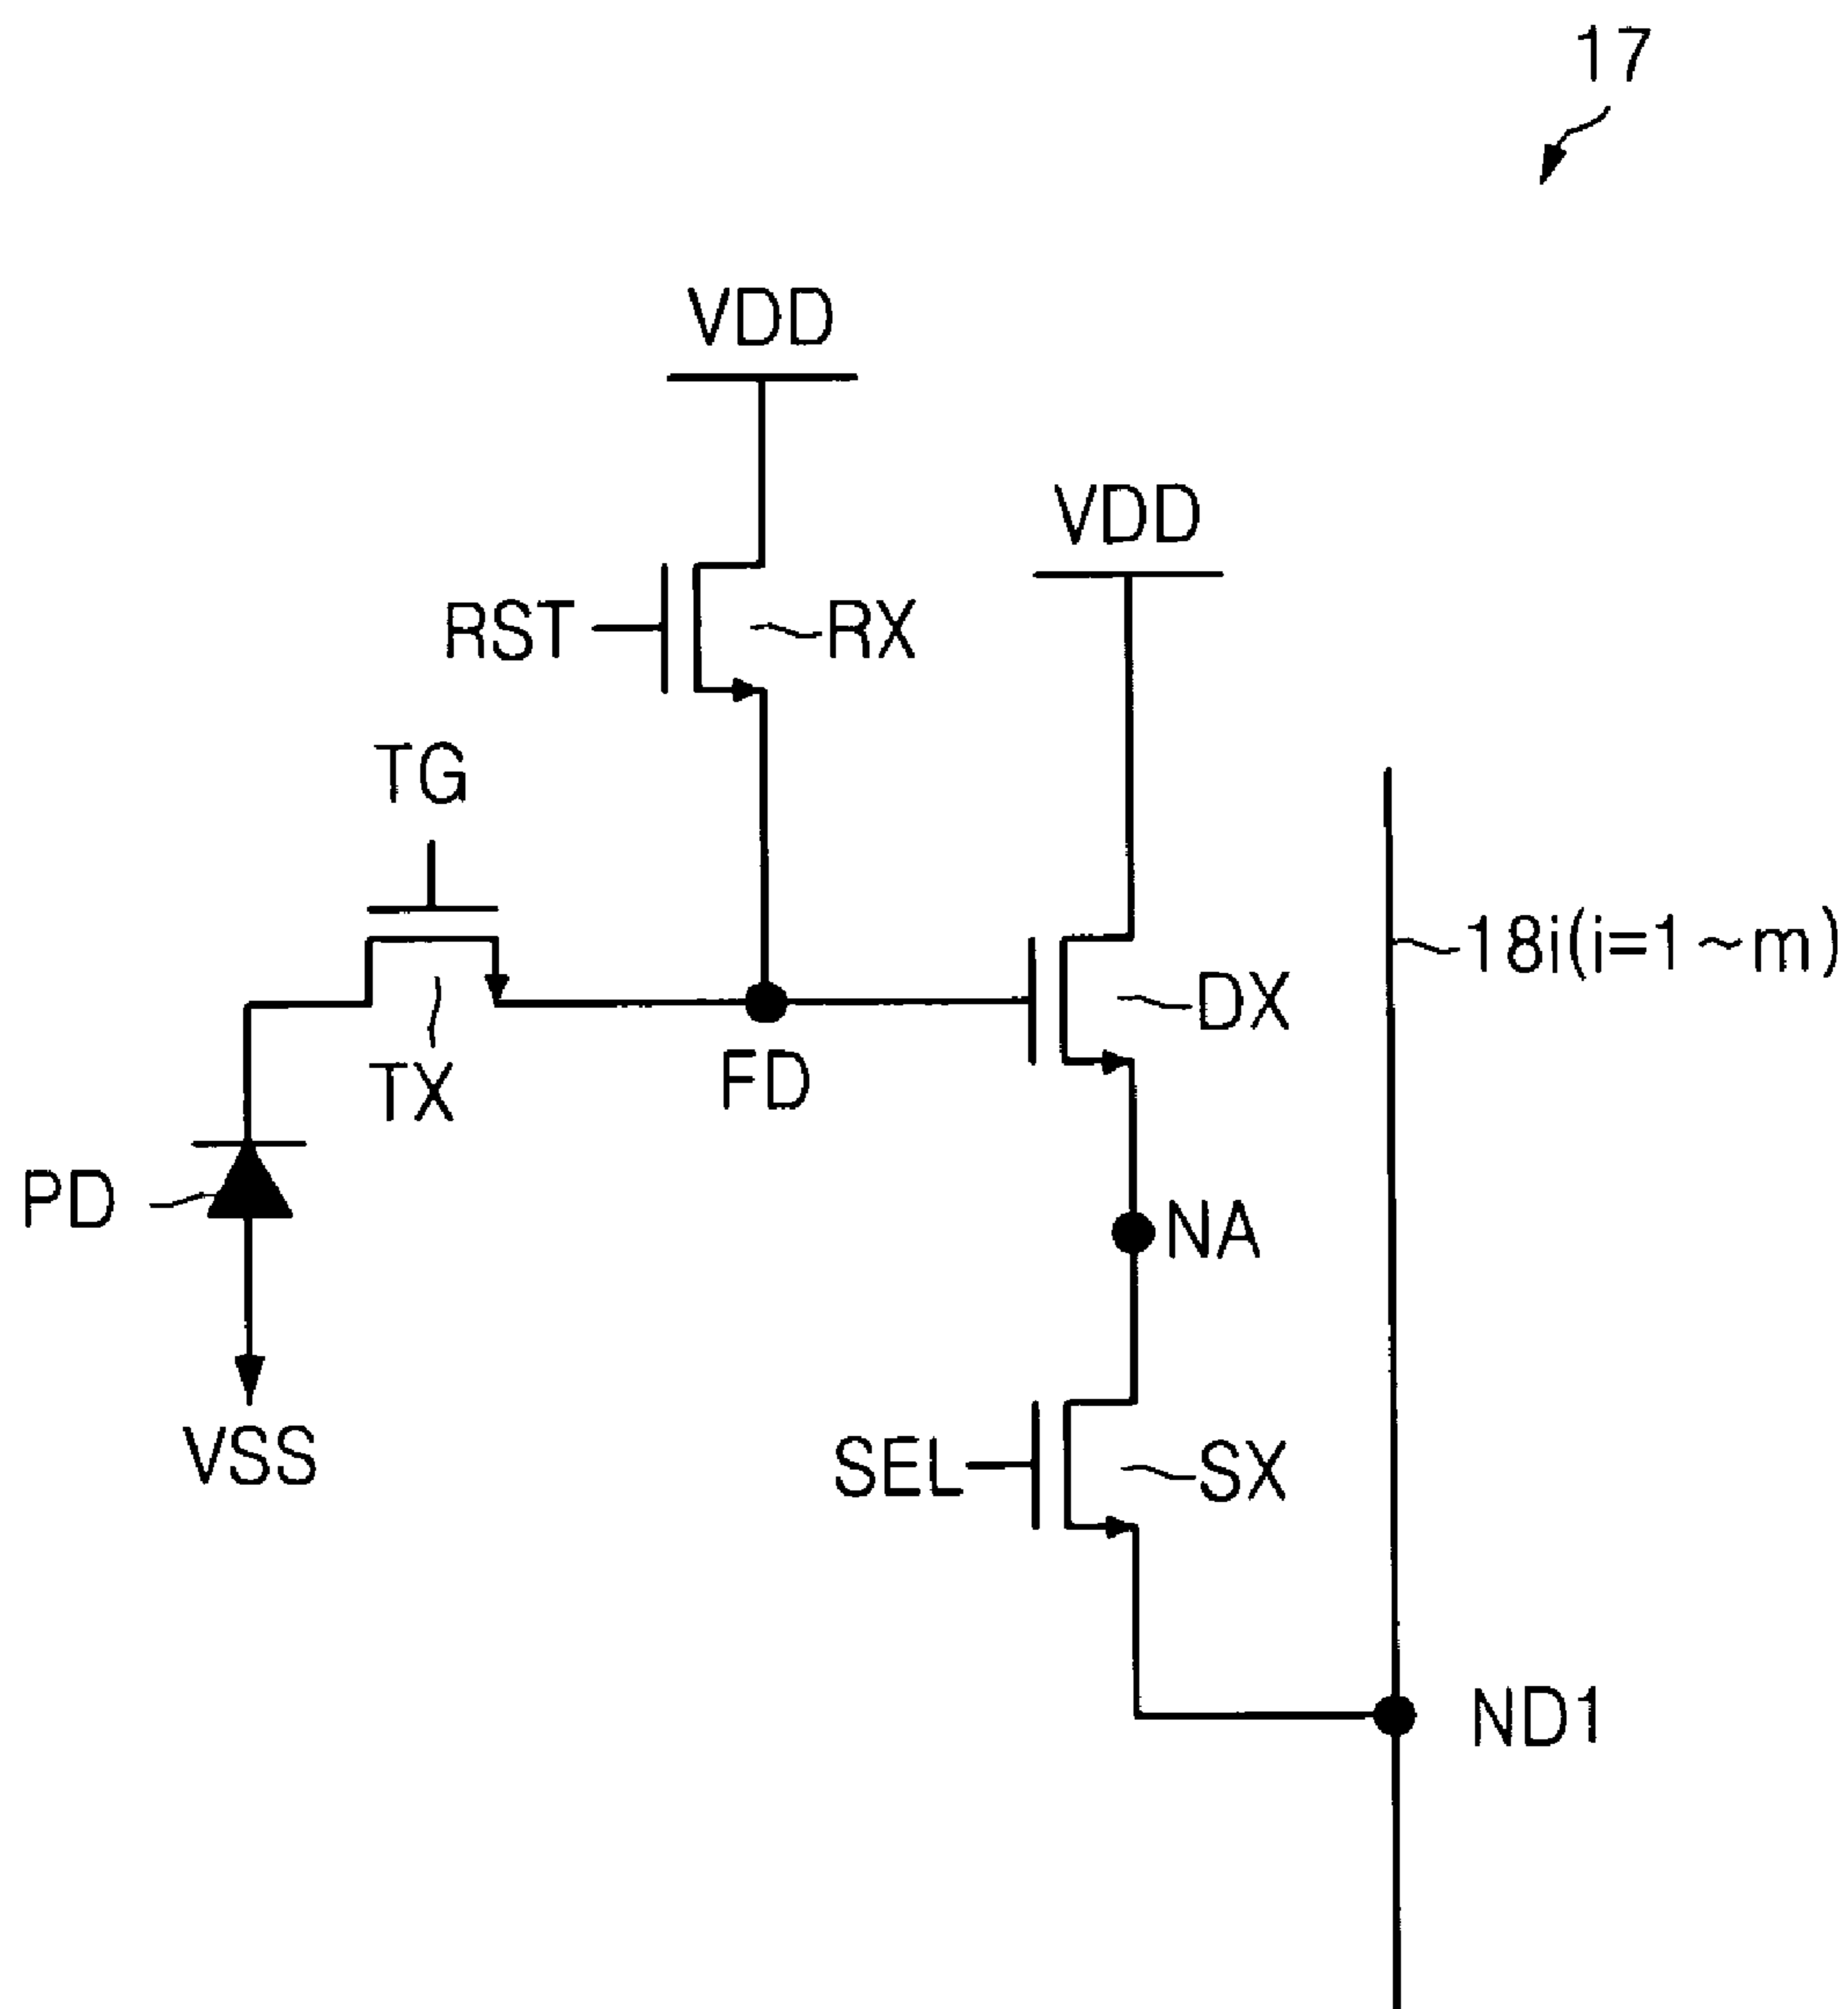 17
VDD
VDD
RST
RX
TG
18i(i=1~m)
DX
TX
FD
PD
NA
VSS
SEL
SX
ND1